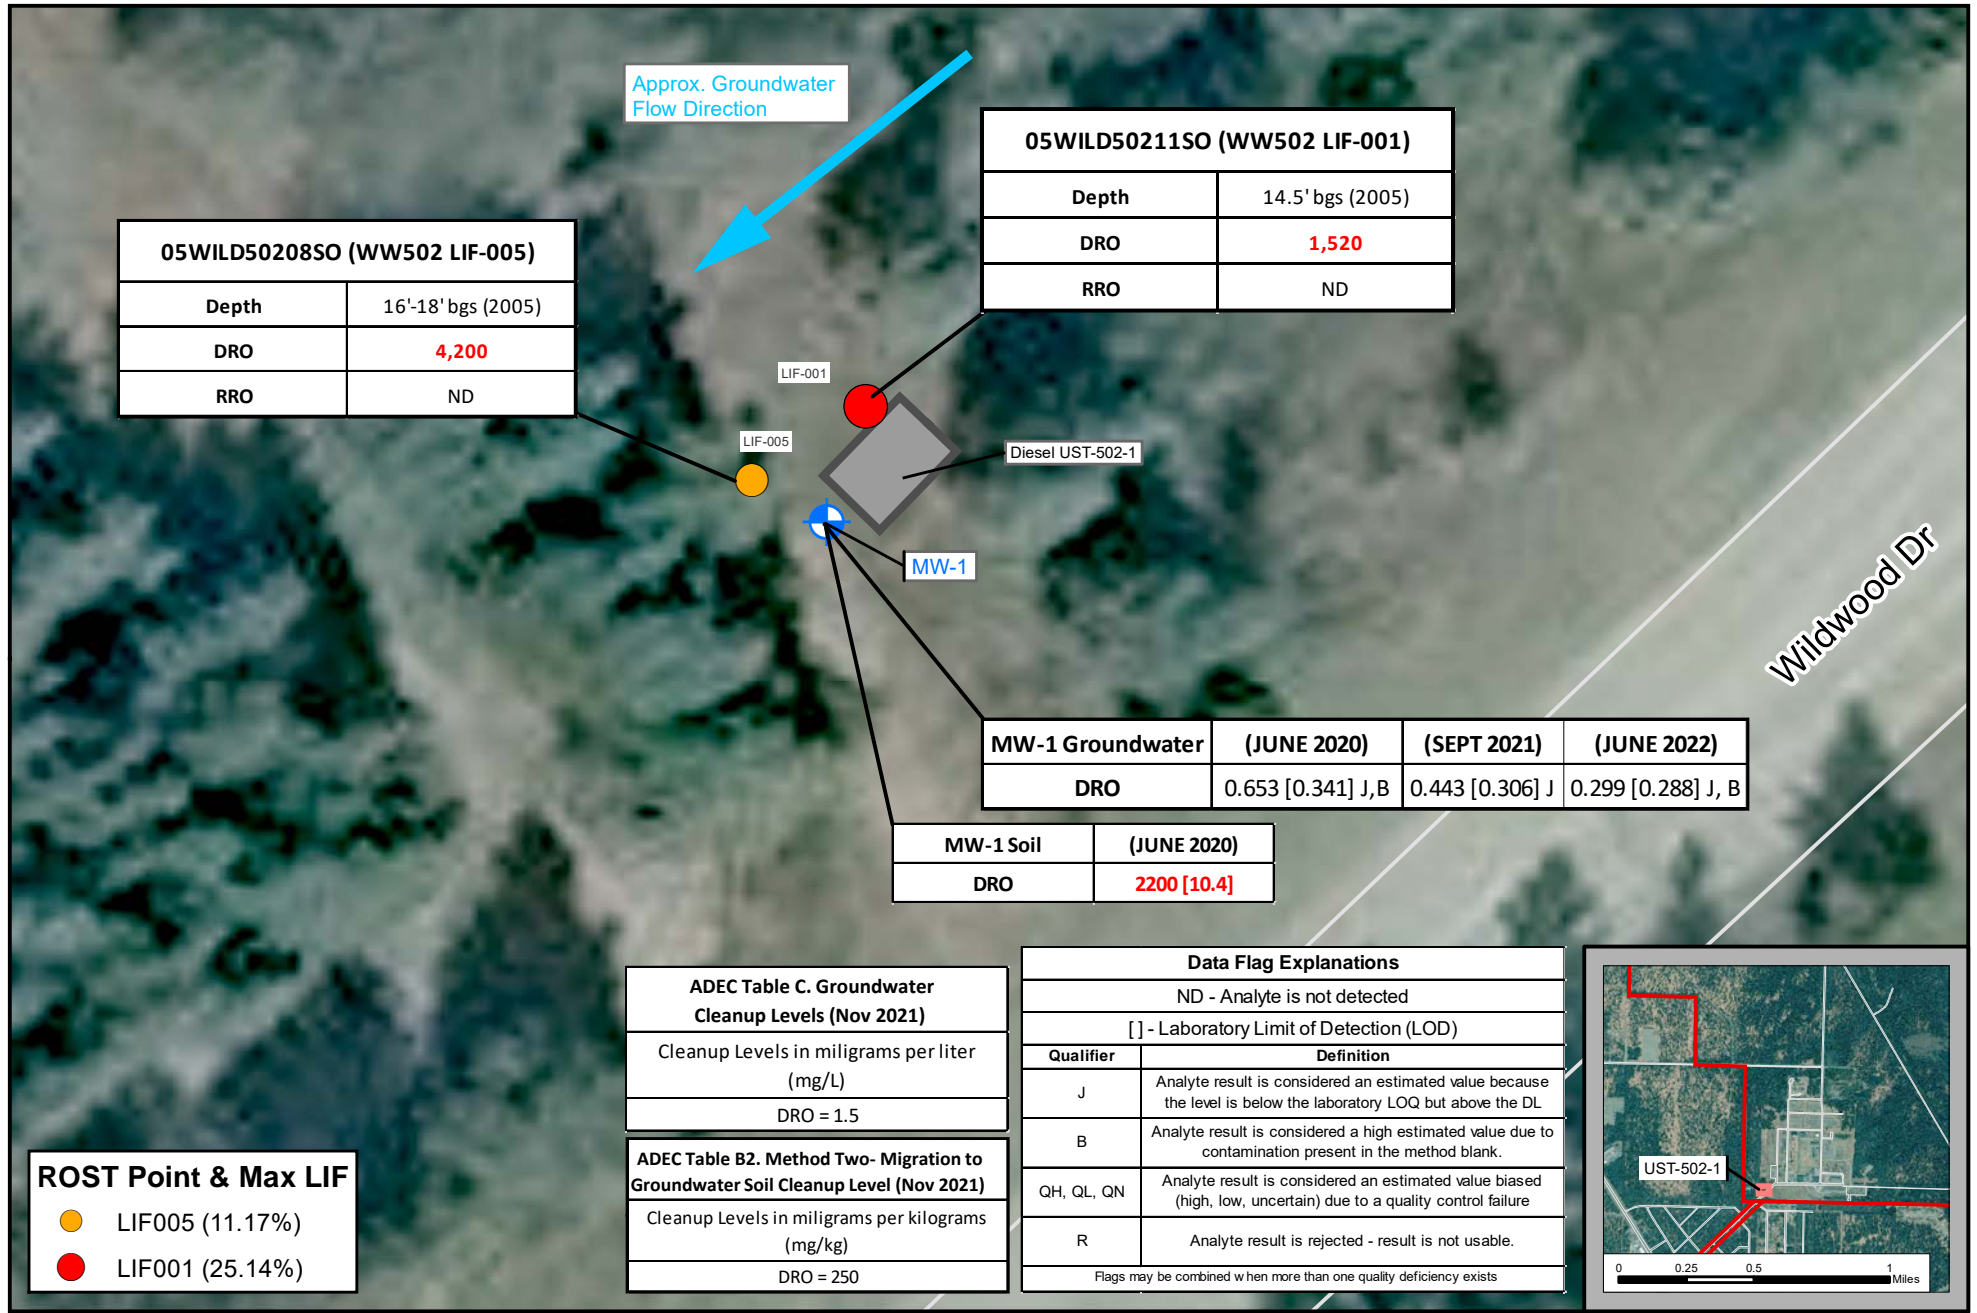 Approx. Groundwater
Flow Direction
05WILD50211SO (WW502 LIF-001)
Depth 14.5' bgs (2005)
DRO 1,520
RRO ND
05WILD50208SO (WW502 LIF-005)
Depth 16'-18' bgs (2005)
DRO 4,200
RRO ND
LIF-001
LIF-005
Diesel UST-502-1
MW-1
Wildwood Dr
MW-1 Groundwater (JUNE 2020) (SEPT 2021) (JUNE 2022)
DRO 0.653 [0.341] J,B 0.443 [0.306] J 0.299 [0.288] J, B
MW-1 Soil (JUNE 2020)
DRO 2200 [10.4]
ADEC Table C. Groundwater
Cleanup Levels (Nov 2021)
Cleanup Levels in miligrams per liter
(mg/L)
DRO = 1.5
ADEC Table B2. Method Two- Migration to
Groundwater Soil Cleanup Level (Nov 2021)
Cleanup Levels in miligrams per kilograms
(mg/kg)
DRO = 250
Data Flag Explanations
ND - Analyte is not detected
[ ] - Laboratory Limit of Detection (LOD)
Qualifier Definition
J Analyte result is considered an estimated value because
the level is below the laboratory LOQ but above the DL
B Analyte result is considered a high estimated value due to
contamination present in the method blank.
QH, QL, QN Analyte result is considered an estimated value biased
(high, low, uncertain) due to a quality control failure
R Analyte result is rejected - result is not usable.
Flags may be combined when more than one quality deficiency exists
ROST Point & Max LIF
LIF005 (11.17%)
LIF001 (25.14%)
UST-502-1
0 0.25 0.5 1
Miles